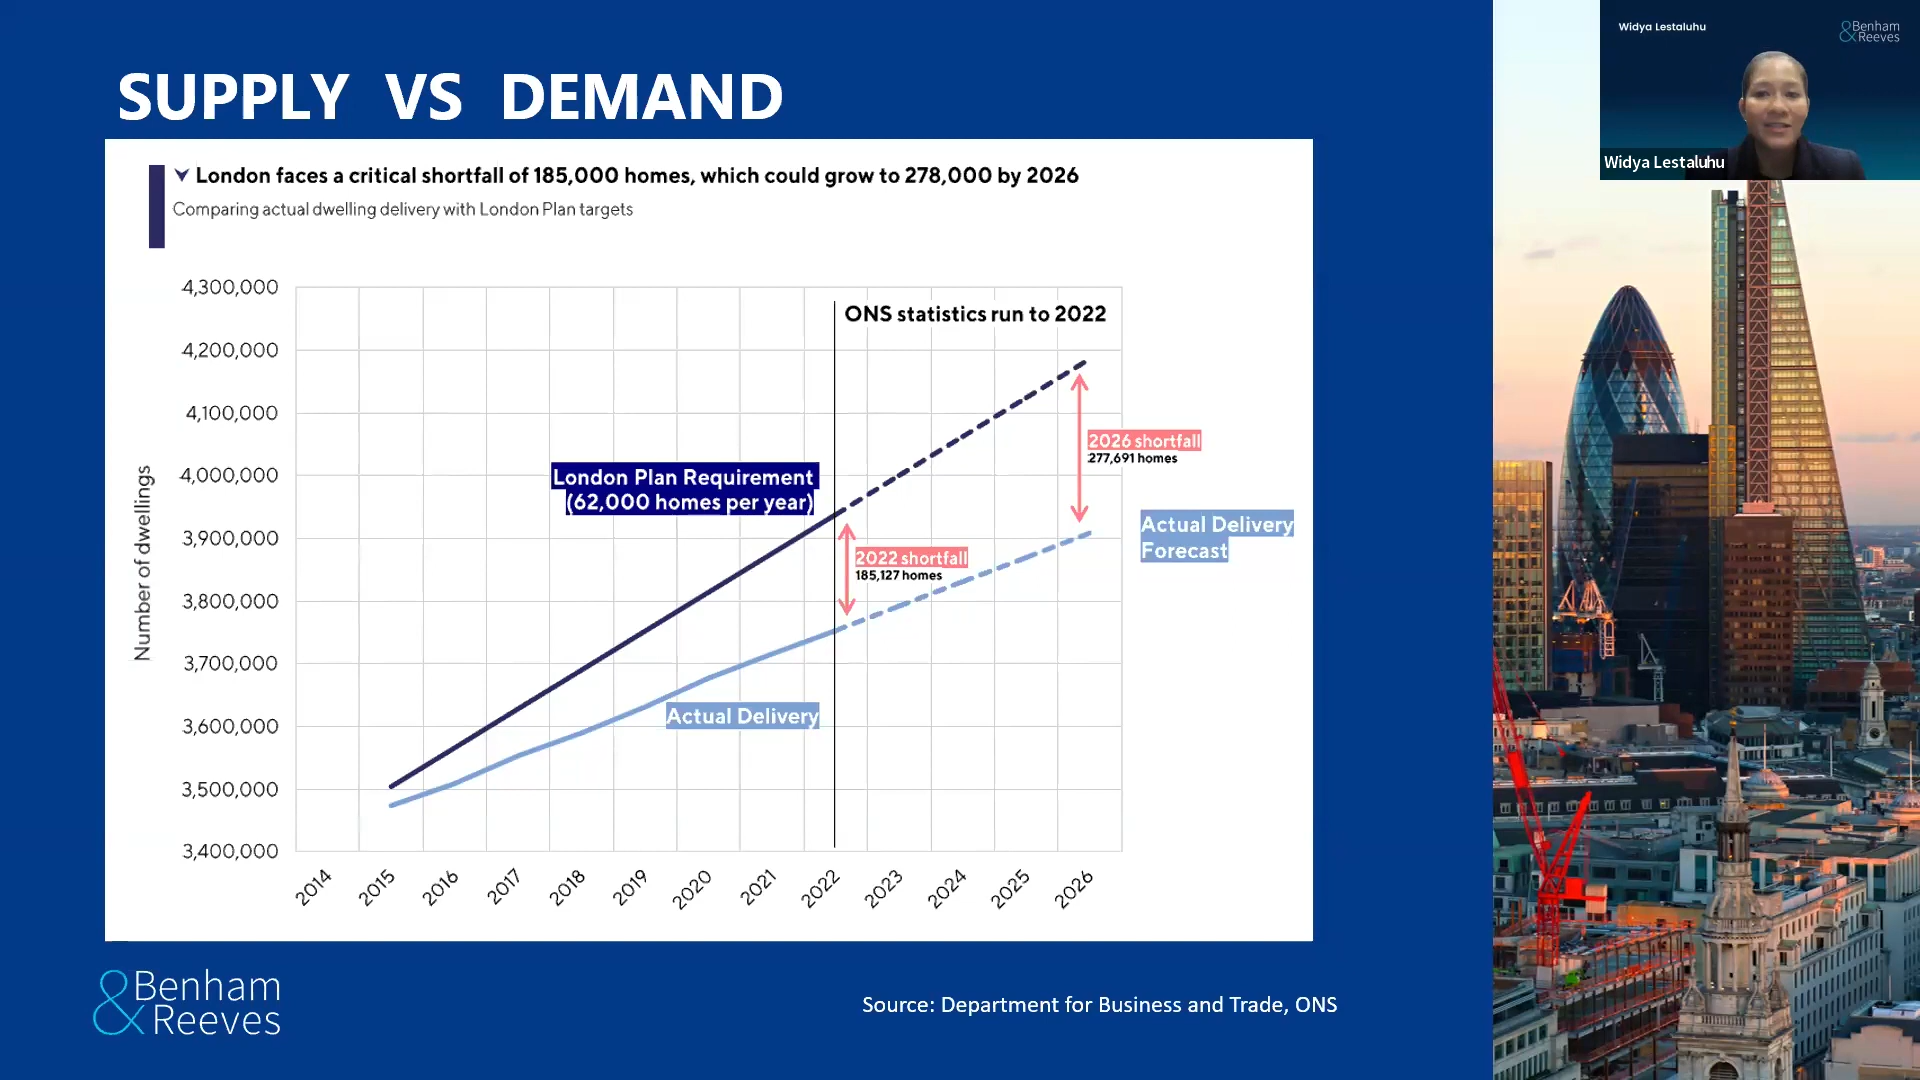 SUPPLY VS DEMAND
London faces a critical shortfall of 185,000 homes, which could grow to 278,000 by 2026
Comparing actual dwelling delivery with London Plan targets
Number of dwellings
4,300,000
4,200,000
4,100,000
4,000,000
3,900,000
3,800,000
3,700,000
3,600,000
3,500,000
3,400,000
ONS statistics run to 2022
London Plan Requirement
(62,000 homes per year)
2022 shortfall
185,127 homes
2026 shortfall
277,691 homes
Actual Delivery
Forecast
Actual Delivery
2014
2015
2016
2017
2018
2019
2020
2021
2022
2023
2024
2025
2026
Benham
&Reeves
Source: Department for Business and Trade, ONS
Widya Lestaluhu
Benham
&Reeves
Widya Lestaluhu